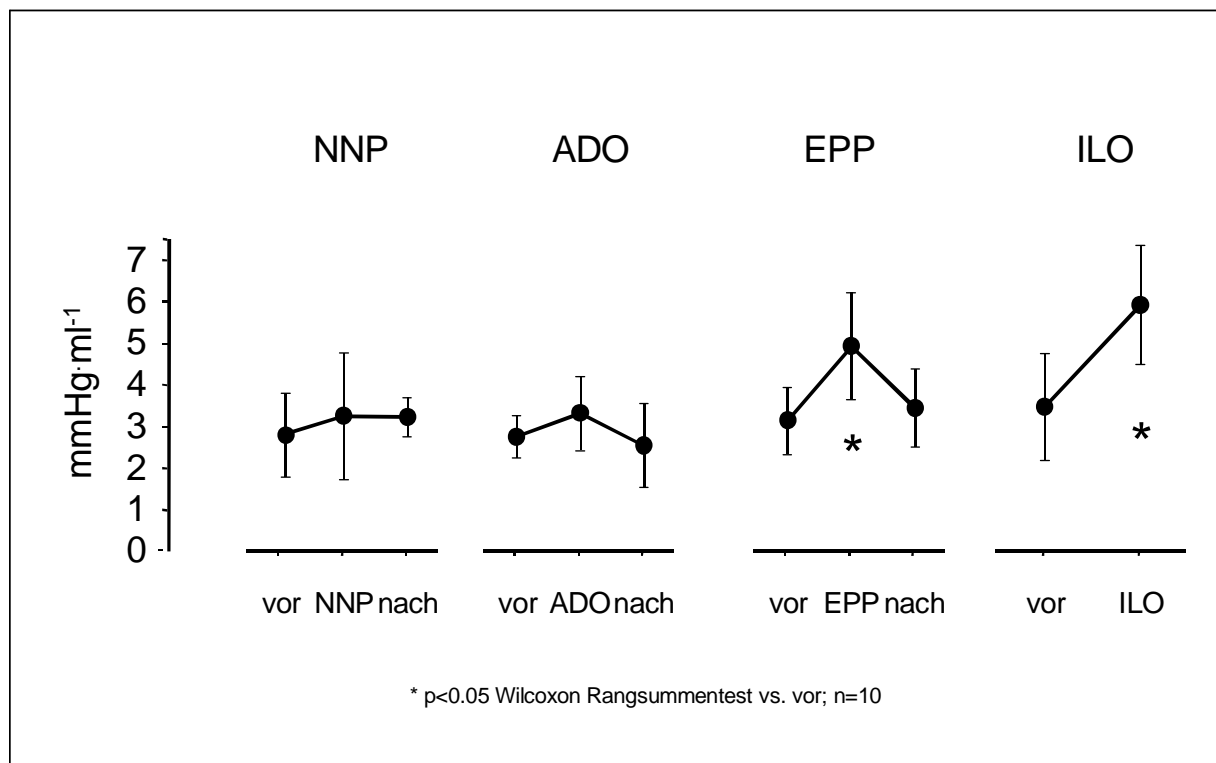 NNP ADO EPP ILO
mmHg·ml-1
7
6
5
4
3
2
1
0
* *
vor NNP nach vor ADO nach vor EPP nach vor ILO
* p<0.05 Wilcoxon Rangsummentest vs. vor; n=10